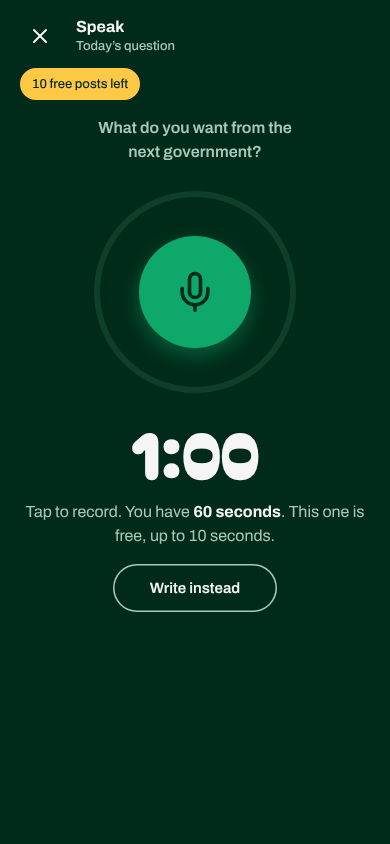 Speak
Today's question
10 free posts left
What do you want from the
next government?
1:00
Tap to record. You have 60 seconds. This one is
free, up to 10 seconds.
Write instead